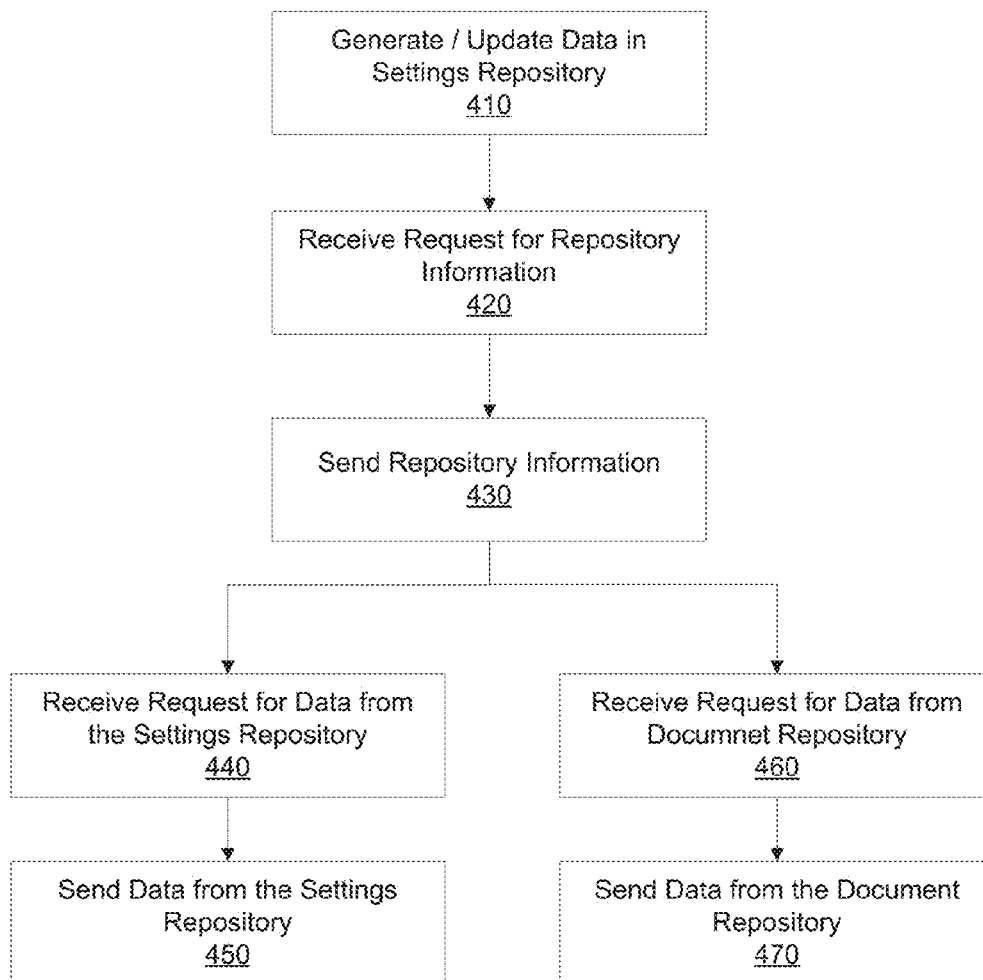 Generate / Update Data in
Settings Repository
410
Receive Request for Repository
Information
420
Send Repository Information
430
Receive Request for Data from
the Settings Repository
440
Receive Request for Data from
Documnet Repository
460
Send Data from the Settings
Repository
450
Send Data from the Document
Repository
470